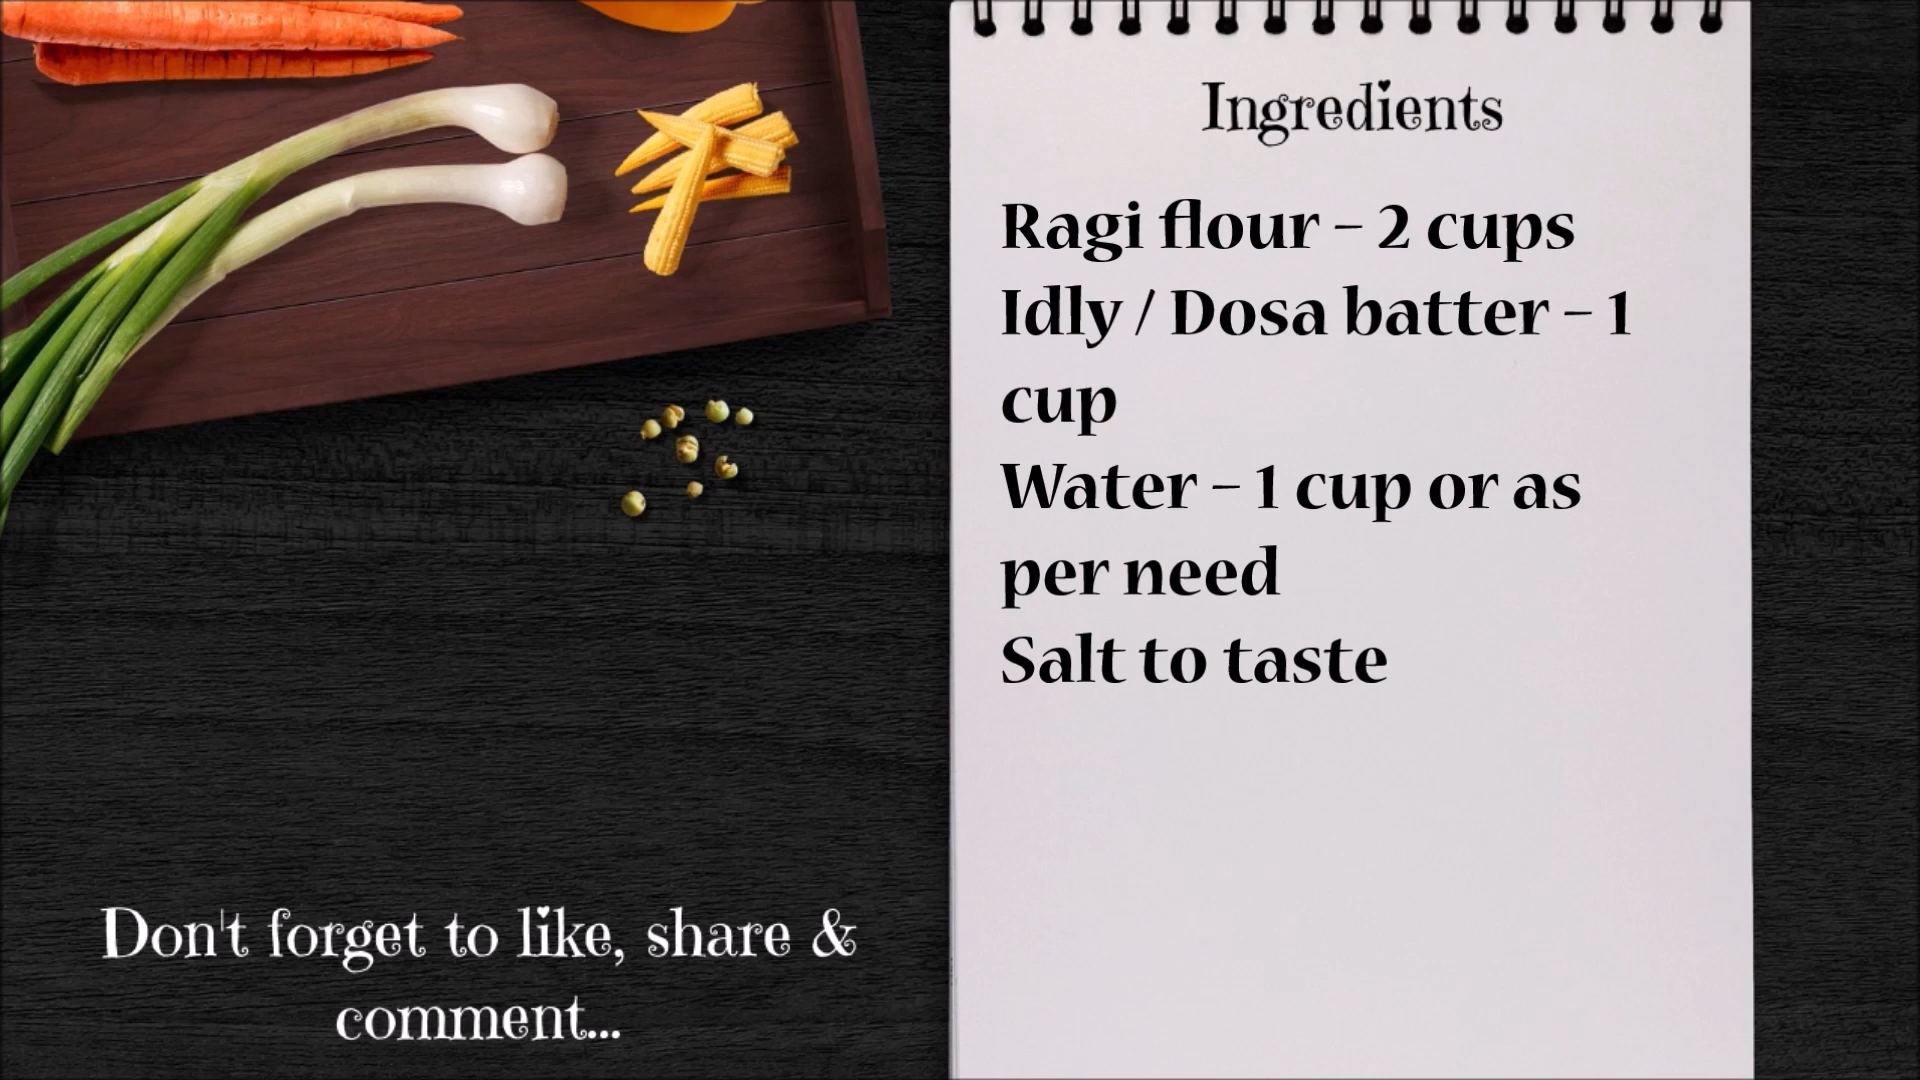 Ingredients
Ragi flour – 2 cups
Idly / Dosa batter – 1
cup
Water – 1 cup or as
per need
Salt to taste
Don't forget to like, share &
comment...